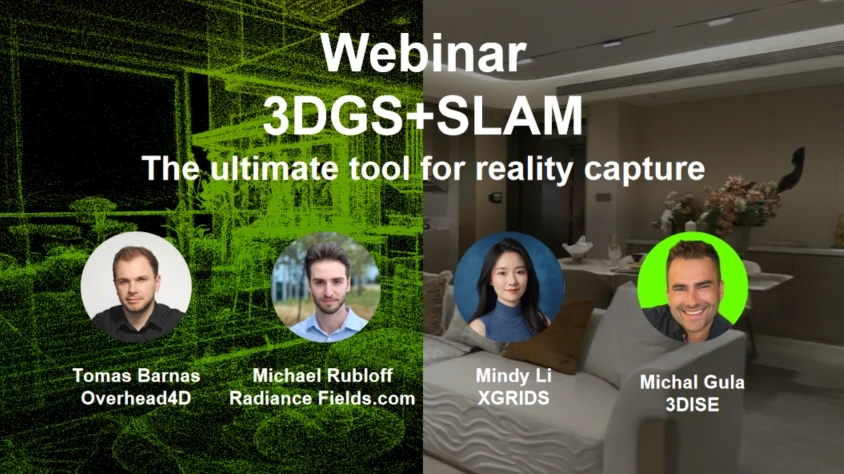 Webinar
3DGS+SLAM
The ultimate tool for reality capture
Tomas Barnas
Overhead4D
Michael Rubloff
Radiance Fields.com
Mindy Li
XGRIDS
Michal Gula
3DISE